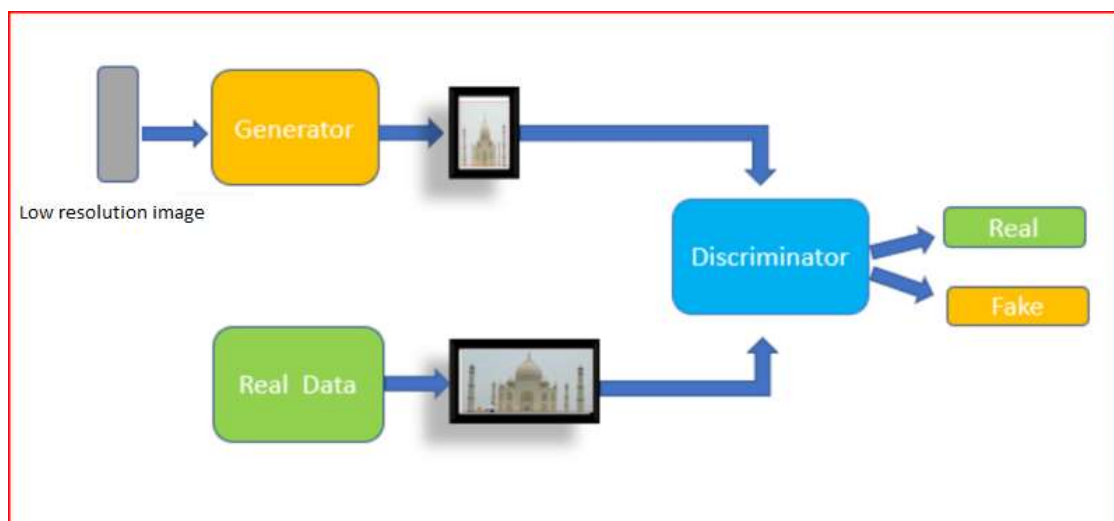 Generator
Low resolution image
Discriminator
Real
Fake
Real Data